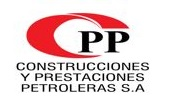 CPP
CONSTRUCCIONES
Y PRESTACIONES
PETROLERAS S.A